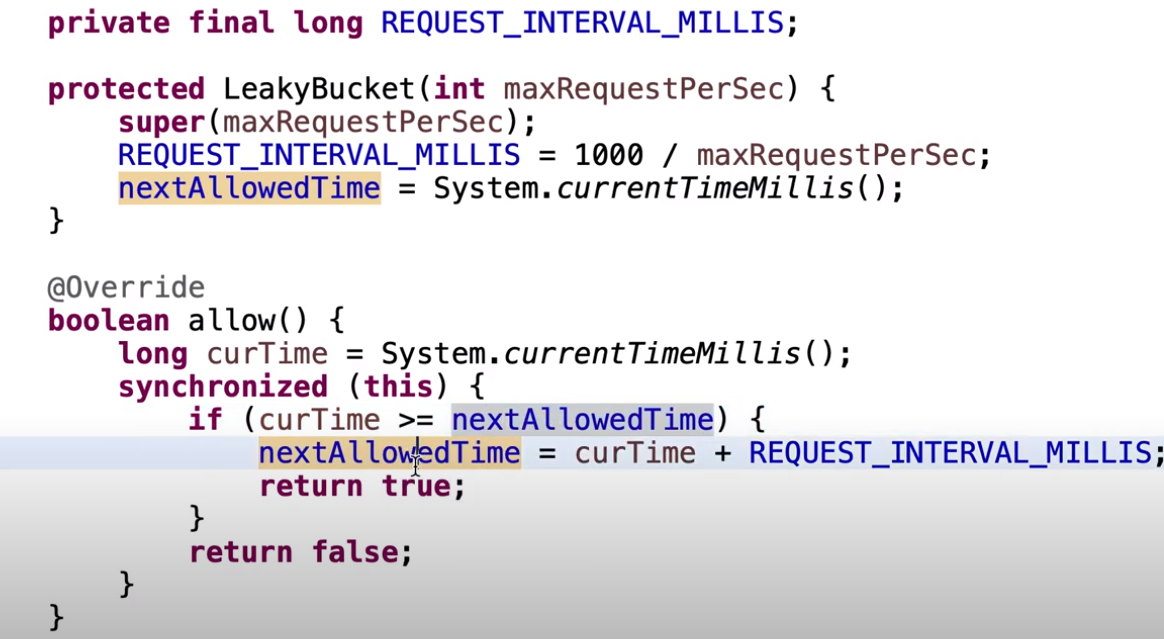 private final long REQUEST_INTERVAL_MILLIS;
protected LeakyBucket(int maxRequestPerSec) {
super(maxRequestPerSec);
REQUEST_INTERVAL_MILLIS = 1000 / maxRequestPerSec;
nextAllowedTime = System.currentTimeMillis();
}
@Override
boolean allow() {
long curTime = System.currentTimeMillis();
synchronized (this) {
if (curTime >= nextAllowedTime) {
nextAllowedTime = curTime + REQUEST_INTERVAL_MILLIS;
return true;
}
return false;
}
}